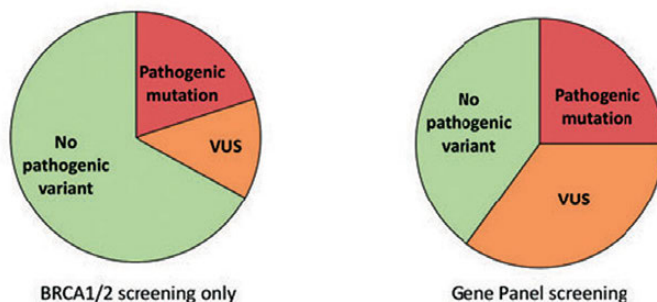 Pathogenic
mutation
VUS
No
pathogenic
variant
BRCA1/2 screening only
No
pathogenic
variant
Pathogenic
mutation
VUS
Gene Panel screening